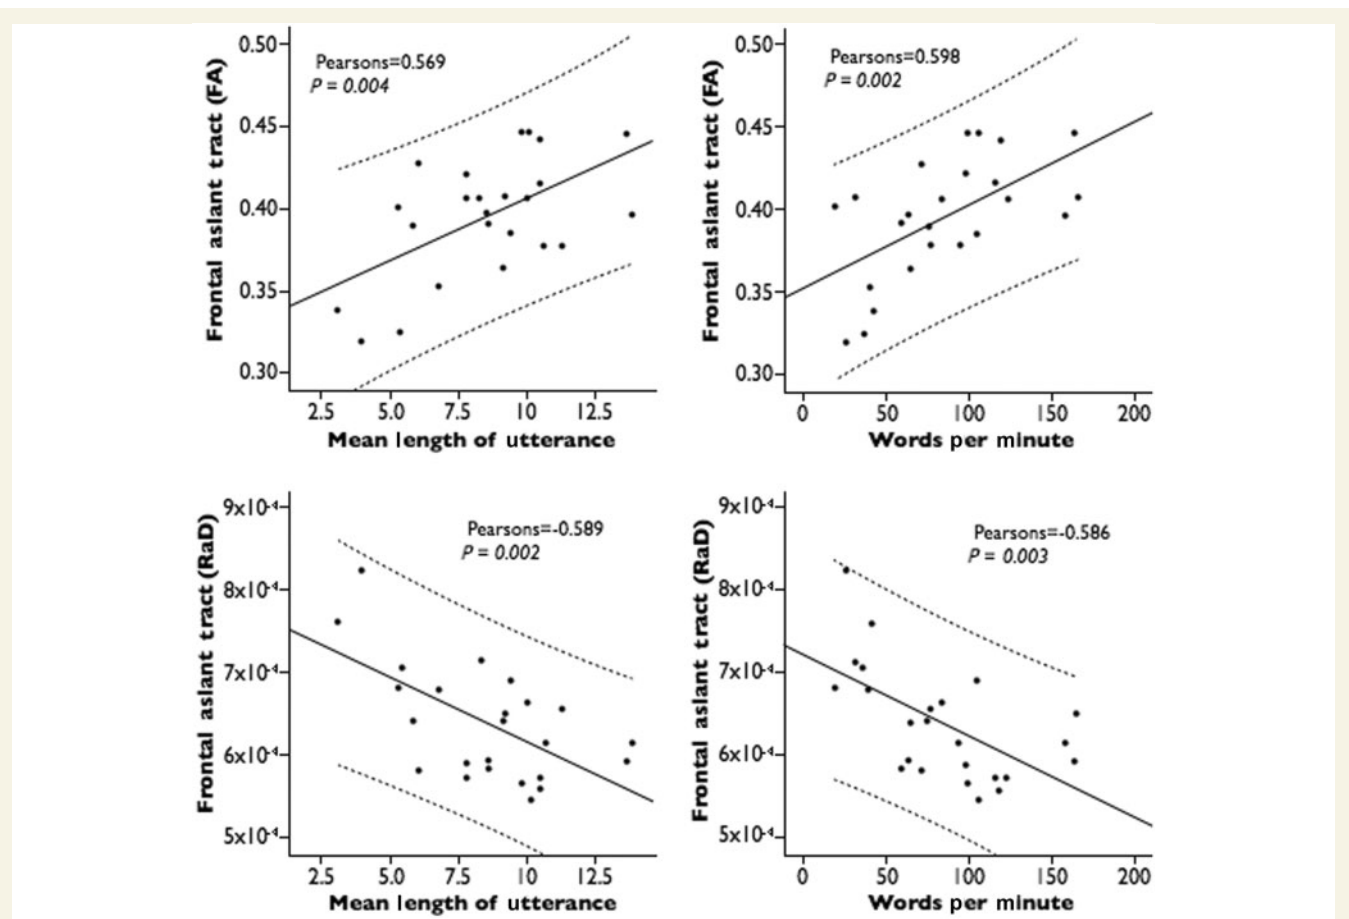 Frontal aslant tract (FA)
0.50
0.45
0.40
0.35
0.30
Pearsons=0.569
P = 0.004
2.5 5.0 7.5 10 12.5
Mean length of utterance
Frontal aslant tract (FA)
0.50
0.45
0.40
0.35
0.30
Pearsons=0.598
P = 0.002
0 50 100 150 200
Words per minute
Frontal aslant tract (RaD)
9x10⁻⁴
8x10⁻⁴
7x10⁻⁴
6x10⁻⁴
5x10⁻⁴
Pearsons=-0.589
P = 0.002
2.5 5.0 7.5 10 12.5
Mean length of utterance
Frontal aslant tract (RaD)
9x10⁻⁴
8x10⁻⁴
7x10⁻⁴
6x10⁻⁴
5x10⁻⁴
Pearsons=-0.586
P = 0.003
0 50 100 150 200
Words per minute